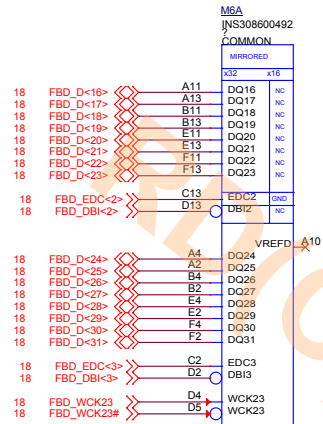 M6A
INS308600492
?
COMMON
MIRRORED
x32 x16
18 FBD_D<16> A11 DQ16 NC
18 FBD_D<17> A13 DQ17 NC
18 FBD_D<18> B11 DQ18 NC
18 FBD_D<19> B13 DQ19 NC
18 FBD_D<20> E11 DQ20 NC
18 FBD_D<21> E13 DQ21 NC
18 FBD_D<22> F11 DQ22 NC
18 FBD_D<23> F13 DQ23 NC
18 FBD_EDC<2> C13 EDC2 GND
18 FBD_DBI<2> D13 DBI2 NC
VREFD A10
18 FBD_D<24> A4 DQ24
18 FBD_D<25> A2 DQ25
18 FBD_D<26> B4 DQ26
18 FBD_D<27> B2 DQ27
18 FBD_D<28> E4 DQ28
18 FBD_D<29> E2 DQ29
18 FBD_D<30> F4 DQ30
18 FBD_D<31> F2 DQ31
18 FBD_EDC<3> C2 EDC3
18 FBD_DBI<3> D2 DBI3
18 FBD_WCK23 D4 WCK23
18 FBD_WCK23# D5 WCK23